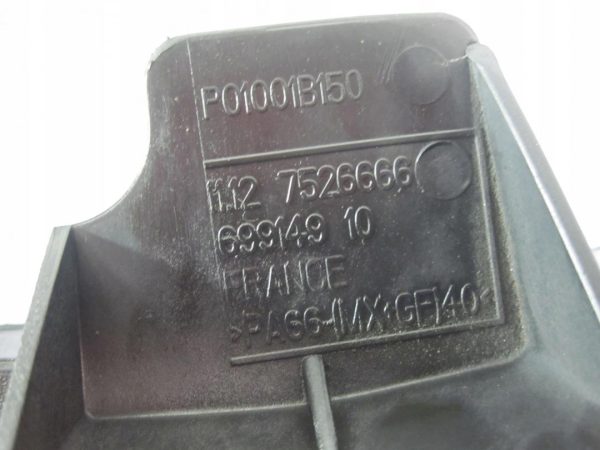 P01001B150
11.12 7526666
699149 10
FRANCE
>PA66-(MX+GF)40<